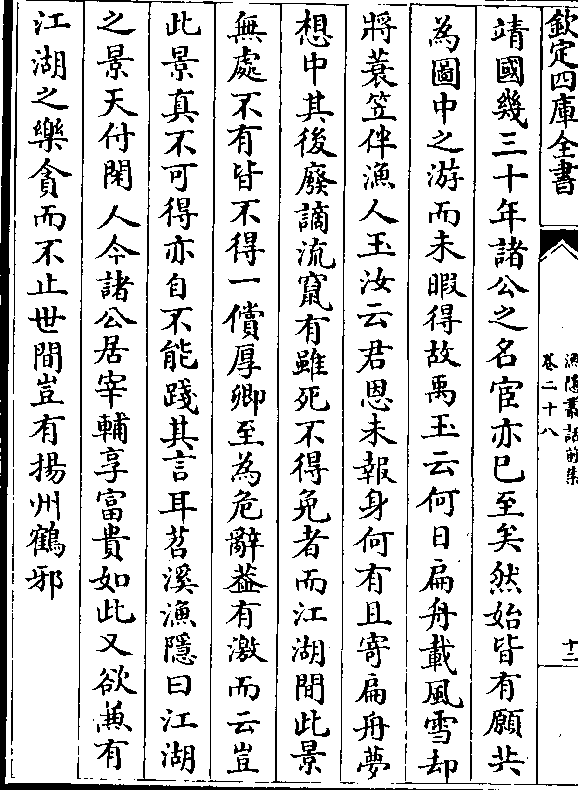 欽定四庫全書
漁隱叢話前集
卷二十八
十二
靖國幾三十年諸公之名宦亦已至矣然始皆有願共
為圖中之游而未暇得故禹玉云何日扁舟載風雪却
將蓑笠伴漁人玉汝云君恩未報身何有且寄扁舟夢
想中其後廢謫流竄有雖死不得免者而江湖間此景
無處不有皆不得一償厚卿至為危辭葢有激而云豈
此景真不可得亦自不能踐其言耳苕溪漁隱曰江湖
之景天付閑人今諸公居宰輔享富貴如此又欲兼有
江湖之樂貪而不止世間豈有揚州鶴邪